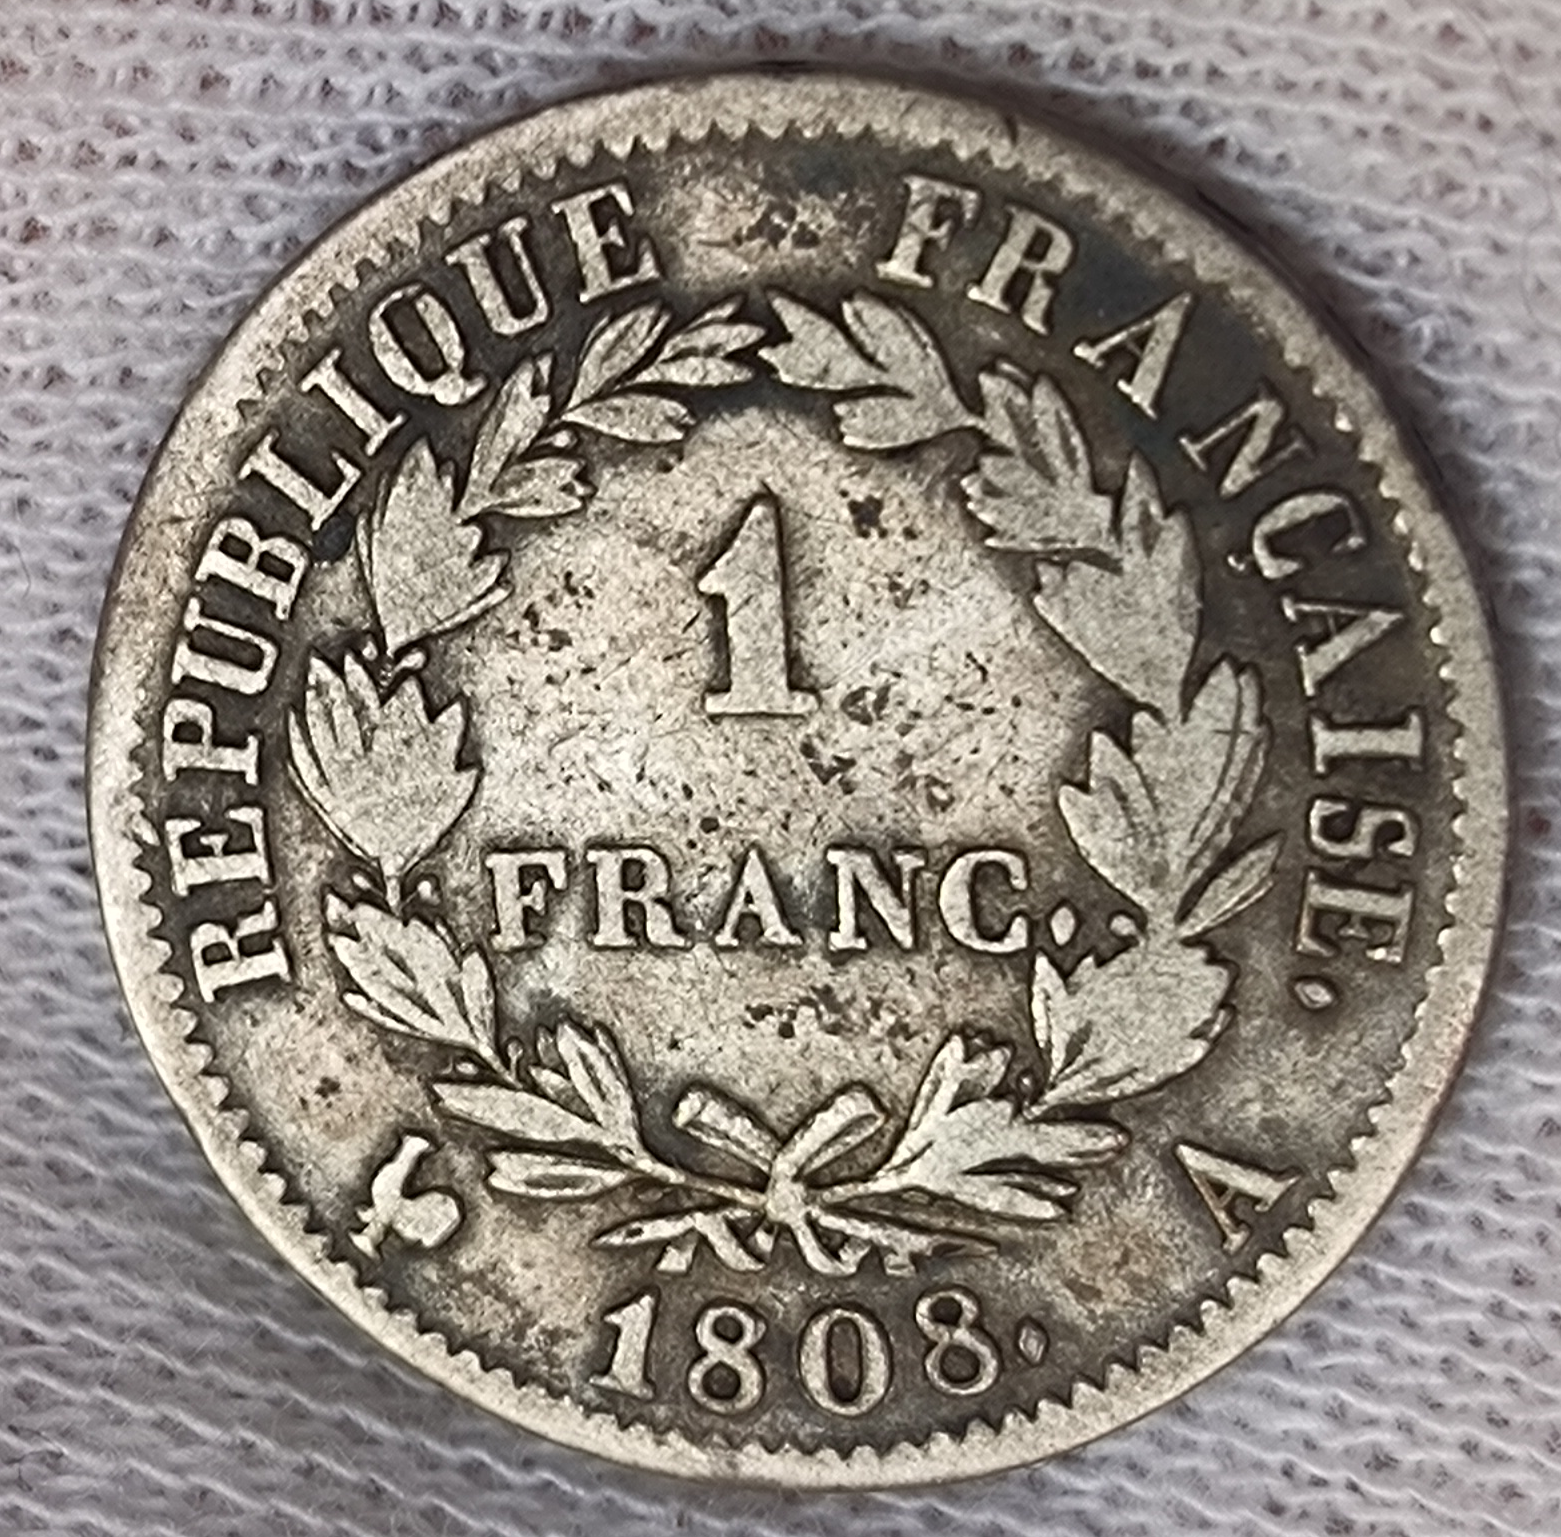 REPUBLIQUE FRANÇAISE.
1
FRANC.
A
1808.